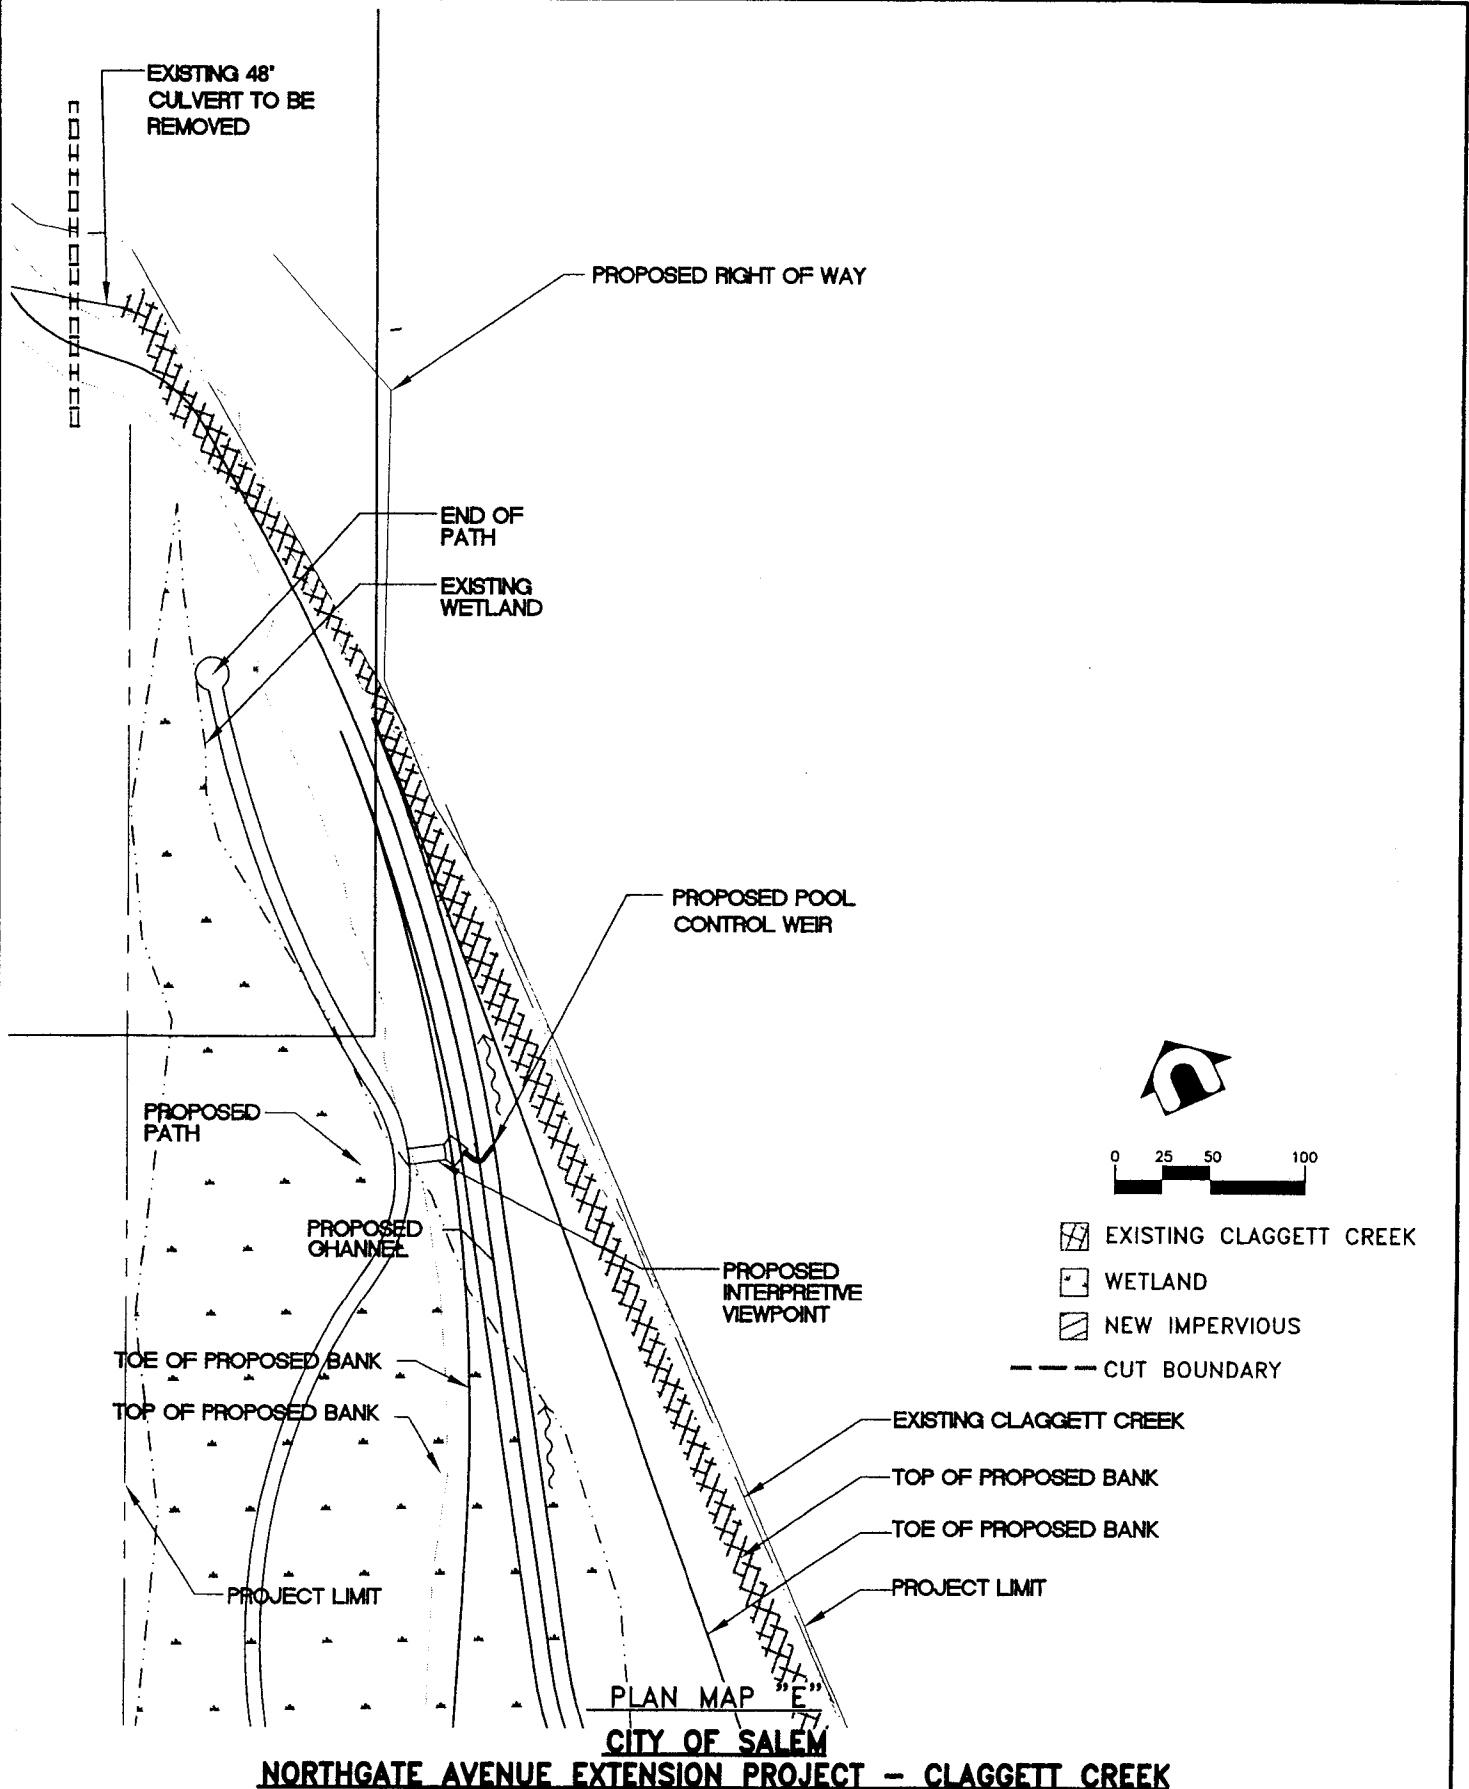 EXISTING 48"
CULVERT TO BE
REMOVED
PROPOSED RIGHT OF WAY
END OF
PATH
EXISTING
WETLAND
PROPOSED POOL
CONTROL WEIR
PROPOSED
PATH
0 25 50 100
PROPOSED
CHANNEL
EXISTING CLAGGETT CREEK
WETLAND
NEW IMPERVIOUS
CUT BOUNDARY
PROPOSED
INTERPRETIVE
VIEWPOINT
TOE OF PROPOSED BANK
TOP OF PROPOSED BANK
EXISTING CLAGGETT CREEK
TOP OF PROPOSED BANK
TOE OF PROPOSED BANK
PROJECT LIMIT
PROJECT LIMIT
PLAN MAP "E"
CITY OF SALEM
NORTHGATE AVENUE EXTENSION PROJECT - CLAGGETT CREEK